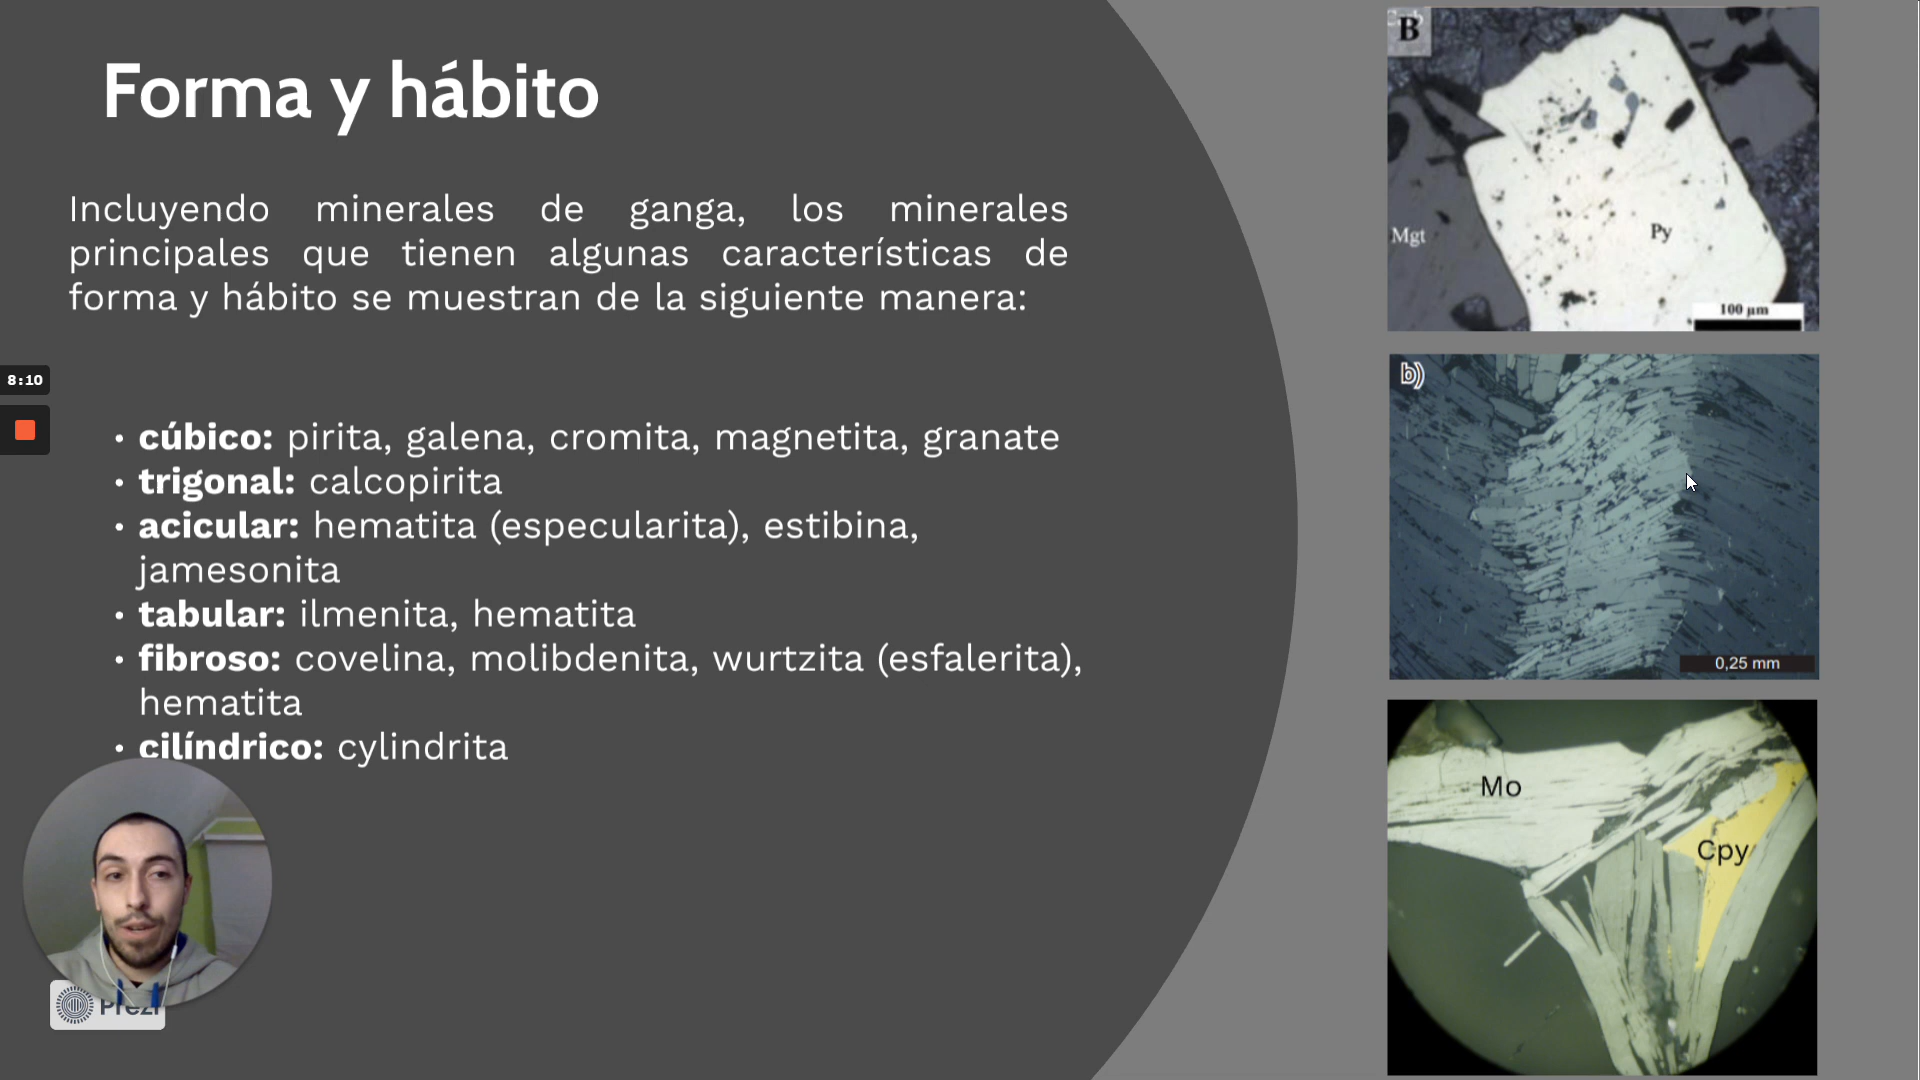 Forma y hábito
Incluyendo minerales de ganga, los minerales
principales que tienen algunas características de
forma y hábito se muestran de la siguiente manera:
• cúbico: pirita, galena, cromita, magnetita, granate
• trigonal: calcopirita
• acicular: hematita (especularita), estibina,
jamesonita
• tabular: ilmenita, hematita
• fibroso: covelina, molibdenita, wurtzita (esfalerita),
hematita
• cilíndrico: cylindrita
8:10
Prezi
B
Mgt
Py
100 µm
b)
0,25 mm
Mo
Cpy